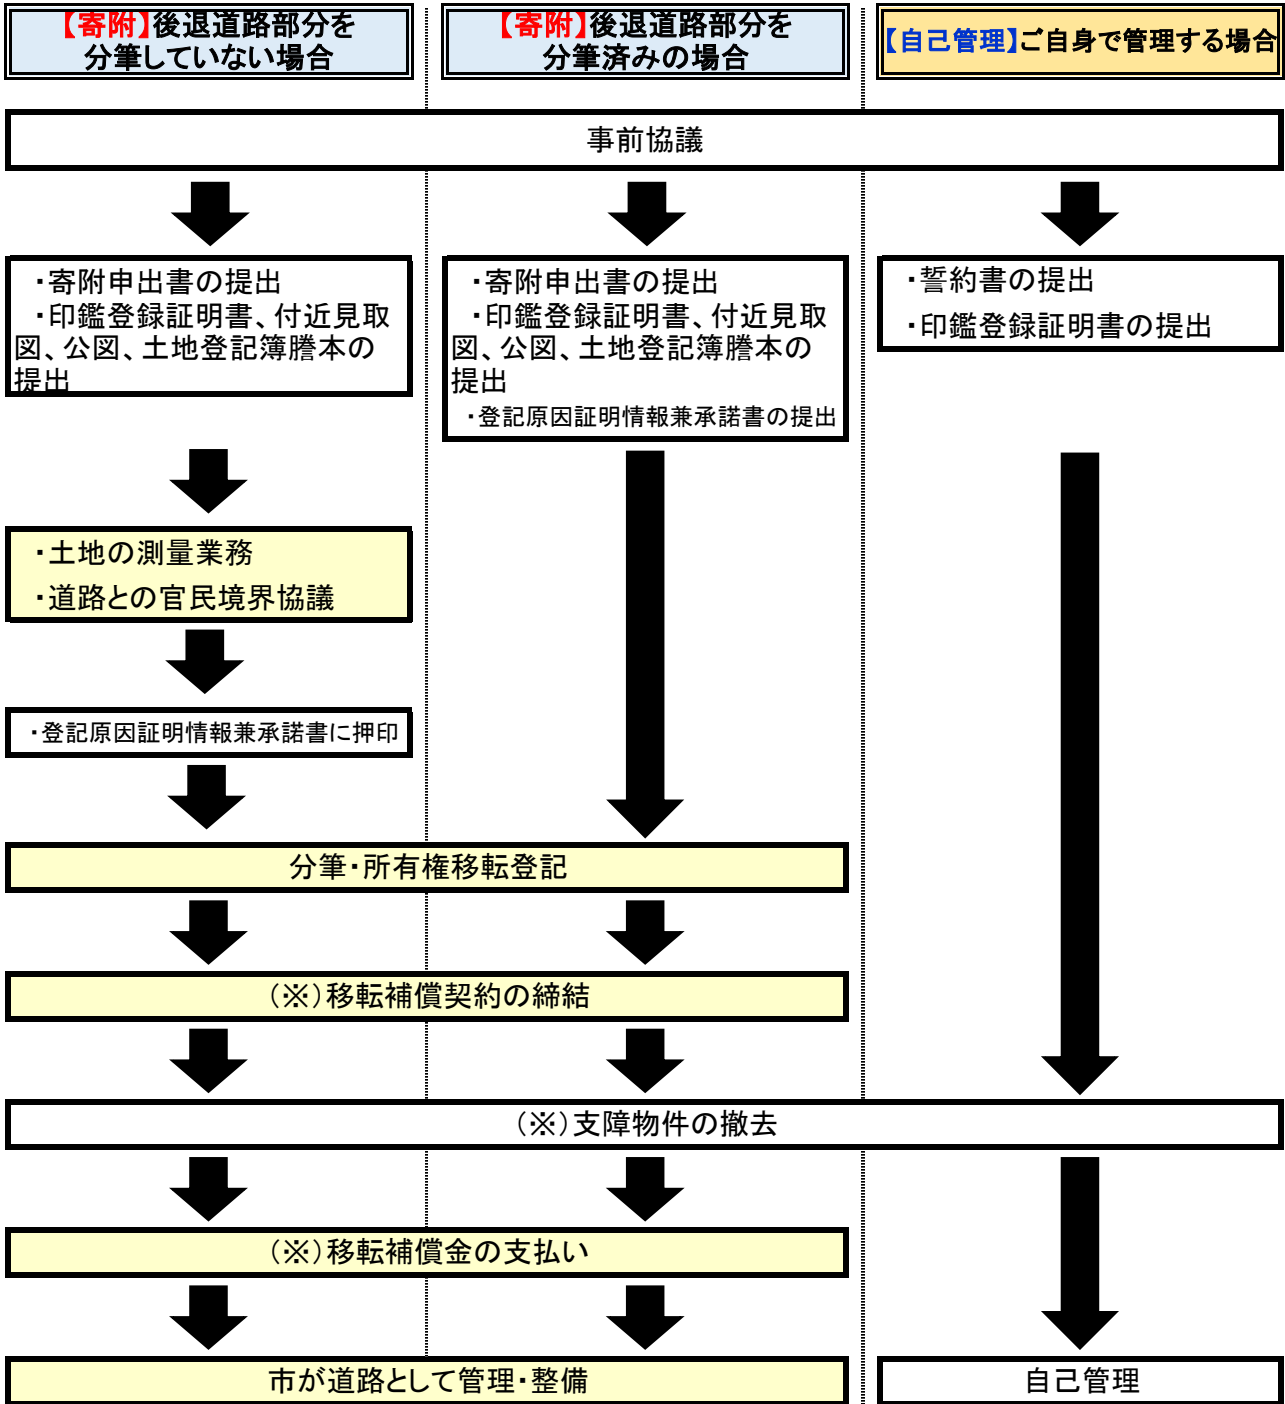 【寄附】後退道路部分を
分筆していない場合
【寄附】後退道路部分を
分筆済みの場合
【自己管理】ご自身で管理する場合
事前協議
・寄附申出書の提出
・印鑑登録証明書、付近見取
図、公図、土地登記簿謄本の
提出
・寄附申出書の提出
・印鑑登録証明書、付近見取
図、公図、土地登記簿謄本の
提出
・登記原因証明情報兼承諾書の提出
・誓約書の提出
・印鑑登録証明書の提出
・土地の測量業務
・道路との官民境界協議
・登記原因証明情報兼承諾書に押印
分筆・所有権移転登記
（※）移転補償契約の締結
（※）支障物件の撤去
（※）移転補償金の支払い
市が道路として管理・整備
自己管理